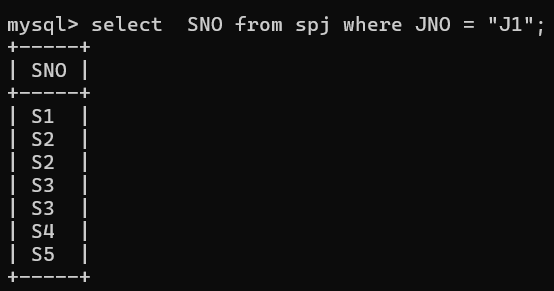 mysql> select  SNO from spj where JNO = "J1";
+-----+
| SNO |
+-----+
| S1  |
| S2  |
| S2  |
| S3  |
| S3  |
| S4  |
| S5  |
+-----+